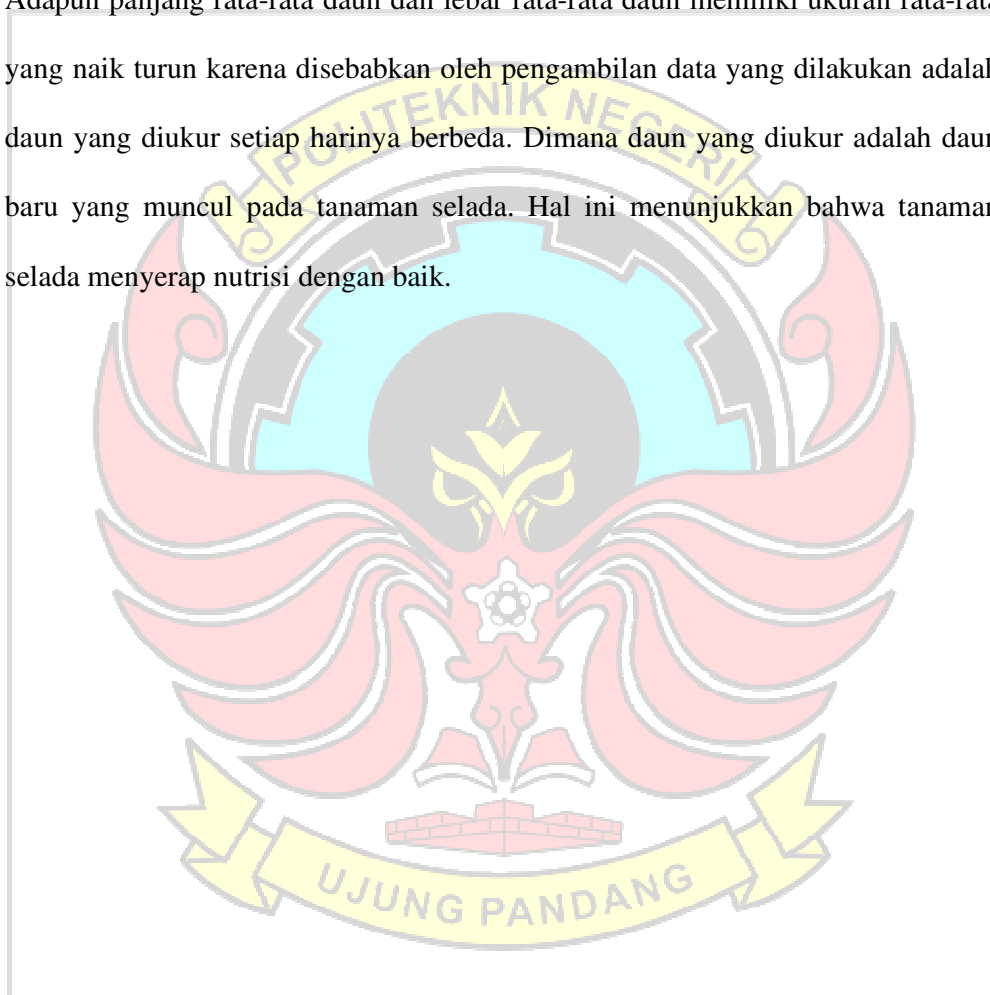 Adapun panjang rata-rata daun dan lebar rata-rata daun memiliki ukuran rata-rata
yang naik turun karena disebabkan oleh pengambilan data yang dilakukan adalah
daun yang diukur setiap harinya berbeda. Dimana daun yang diukur adalah daun
baru yang muncul pada tanaman selada. Hal ini menunjukkan bahwa tanaman
selada menyerap nutrisi dengan baik.
POLITEKNIK NEGERI
UJUNG PANDANG